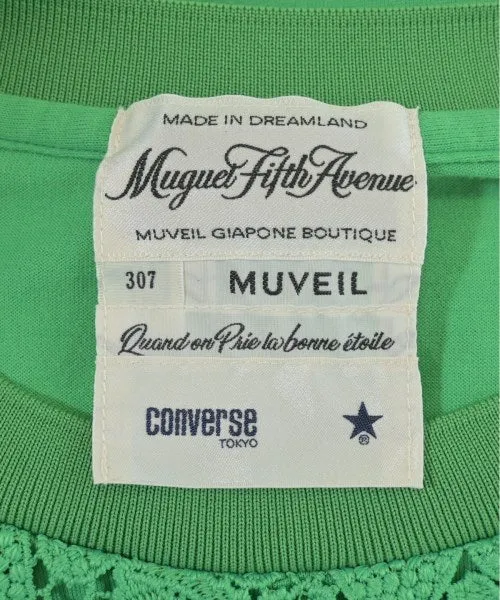 MADE IN DREAMLAND
Muguet Fifth Avenue
MUVEIL GIAPONE BOUTIQUE
307 MUVEIL
Quand on Prie la bonne étoile
converse
TOKYO
®